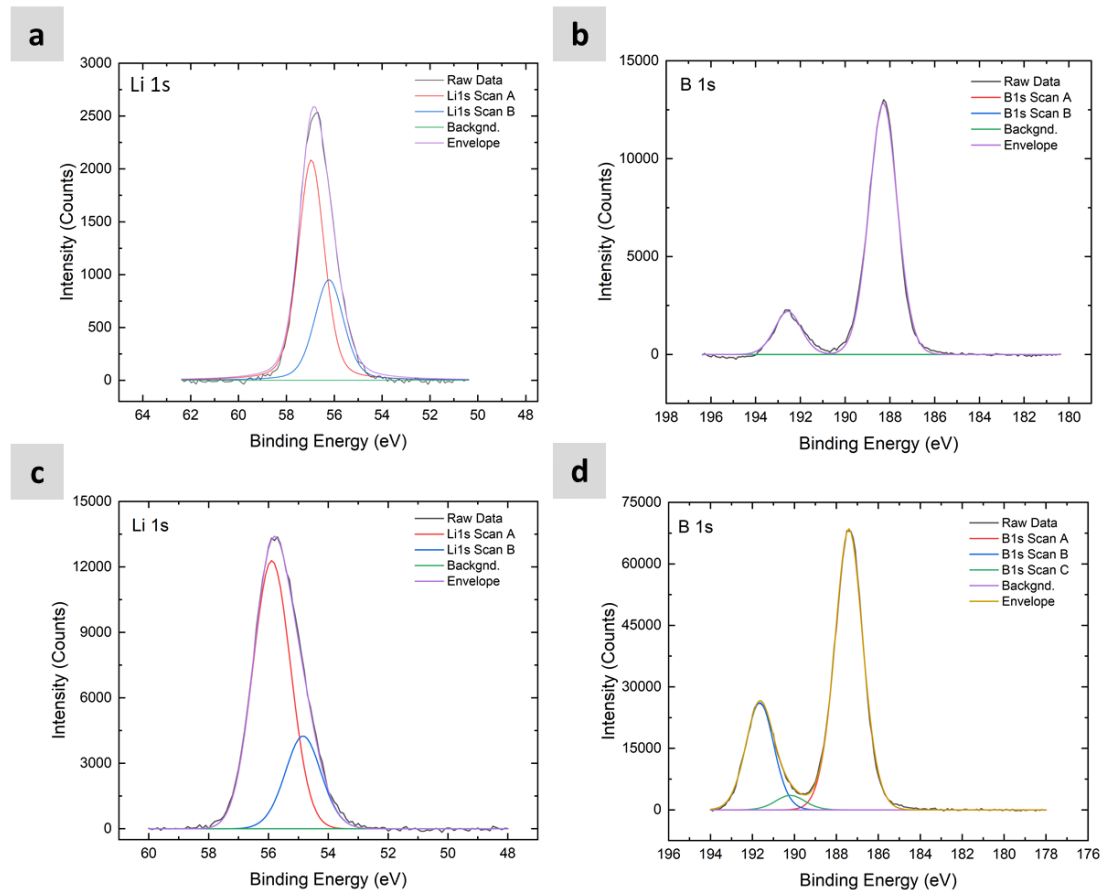 a
Li 1s
Raw Data
Li1s Scan A
Li1s Scan B
Backgnd.
Envelope
Intensity (Counts)
3000
2500
2000
1500
1000
500
0
64 62 60 58 56 54 52 50 48
Binding Energy (eV)
b
B 1s
Raw Data
B1s Scan A
B1s Scan B
Backgnd.
Envelope
Intensity (Counts)
15000
10000
5000
0
198 196 194 192 190 188 186 184 182 180
Binding Energy (eV)
c
Li 1s
Raw Data
Li1s Scan A
Li1s Scan B
Backgnd.
Envelope
Intensity (Counts)
15000
12000
9000
6000
3000
0
60 58 56 54 52 50 48
Binding Energy (eV)
d
B 1s
Raw Data
B1s Scan A
B1s Scan B
B1s Scan C
Backgnd.
Envelope
Intensity (Counts)
75000
60000
45000
30000
15000
0
196 194 192 190 188 186 184 182 180 178 176
Binding Energy (eV)